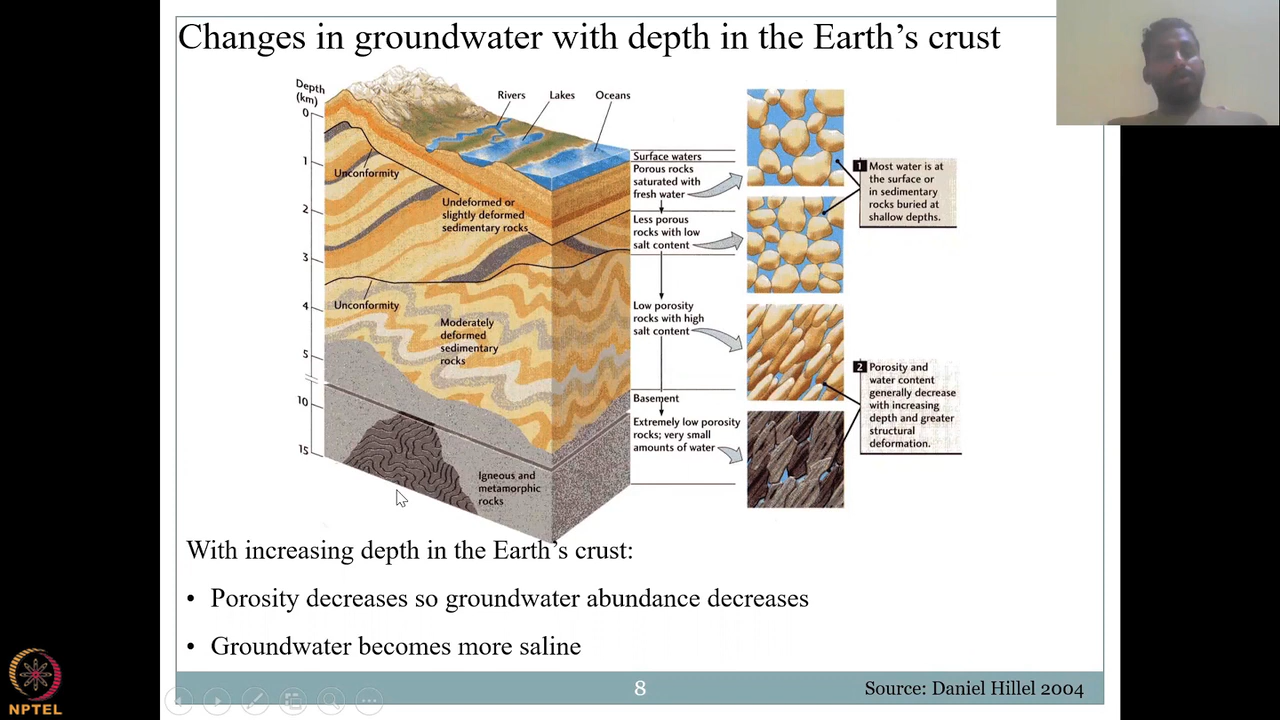 Changes in groundwater with depth in the Earth's crust
Depth
(km)
0
1
2
3
4
5
10
15
Rivers
Lakes
Oceans
Unconformity
Undeformed or
slightly deformed
sedimentary rocks
Unconformity
Moderately
deformed
sedimentary
rocks
Igneous and
metamorphic
rocks
Surface waters
Porous rocks
saturated with
fresh water
Less porous
rocks with low
salt content
Low porosity
rocks with high
salt content
Basement
Extremely low porosity
rocks; very small
amounts of water
1 Most water is at
the surface or
in sedimentary
rocks buried at
shallow depths.
2 Porosity and
water content
generally decrease
with increasing
depth and greater
structural
deformation.
With increasing depth in the Earth's crust:
• Porosity decreases so groundwater abundance decreases
• Groundwater becomes more saline
8
Source: Daniel Hillel 2004
NPTEL